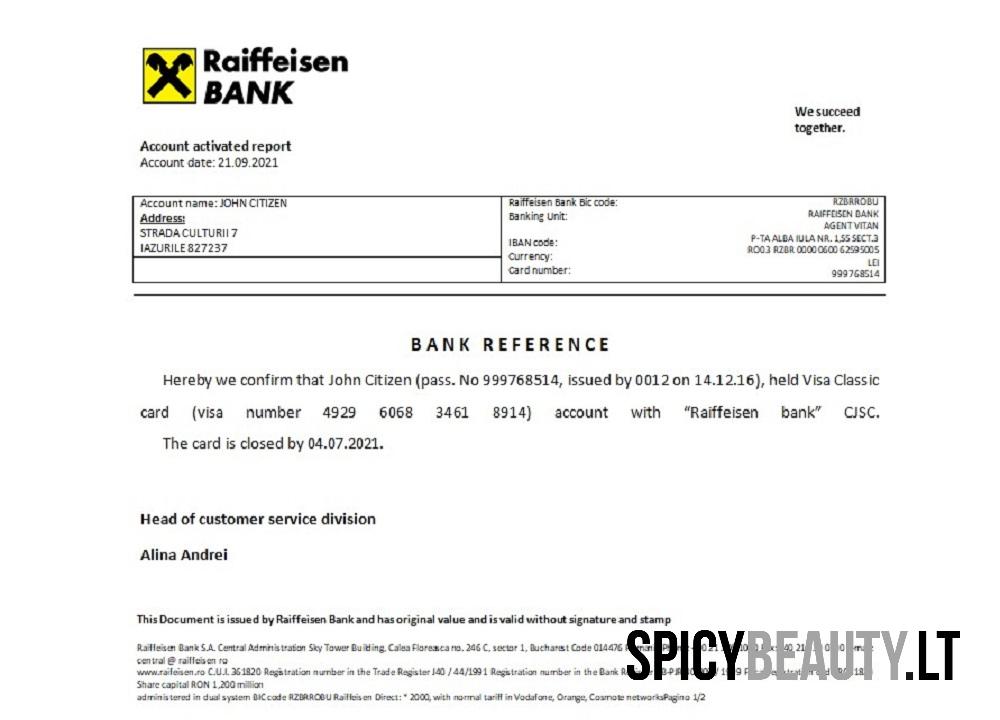 Raiffeisen
BANK
We succeed
together.
Account activated report
Account date: 21.09.2021
Account name: JOHN CITIZEN
Address:
STRADA CULTURII 7
IAZURILE 827237
Raiffeisen Bank Bic code: RZBRROBU
Banking Unit: RAIFFEISEN BANK
AGENT VITAN
P-TA ALBA IULA NR. 1,55 SECT.3
IBAN code: RO03 RZBR 0000 0600 6259 5005
Currency: LEI
Card number: 999768514
BANK REFERENCE
Hereby we confirm that John Citizen (pass. No 999768514, issued by 0012 on 14.12.16), held Visa Classic
card (visa number 4929 6068 3461 8914) account with “Raiffeisen bank” CJSC.
The card is closed by 04.07.2021.
Head of customer service division
Alina Andrei
This Document is issued by Raiffeisen Bank and has original value and is valid without signature and stamp
Raiffeisen Bank S.A. Central Administration Sky Tower Building, Calea Floreasca no. 246 C, sector 1, Bucharest Code 014476
central @ raiffeisen ro
www.raiffeisen.ro C.U.I. 361820 Registration number in the Trade Register J40 / 44/1991 Registration number in the Bank
Share capital RON 1,200 million
administered in dual system BIC code RZBRROBU Raiffeisen Direct: * 2000, with normal tariff in Vodafone, Orange, Cosmote networksPagino 1/2
SPICYBEAUTY.LT